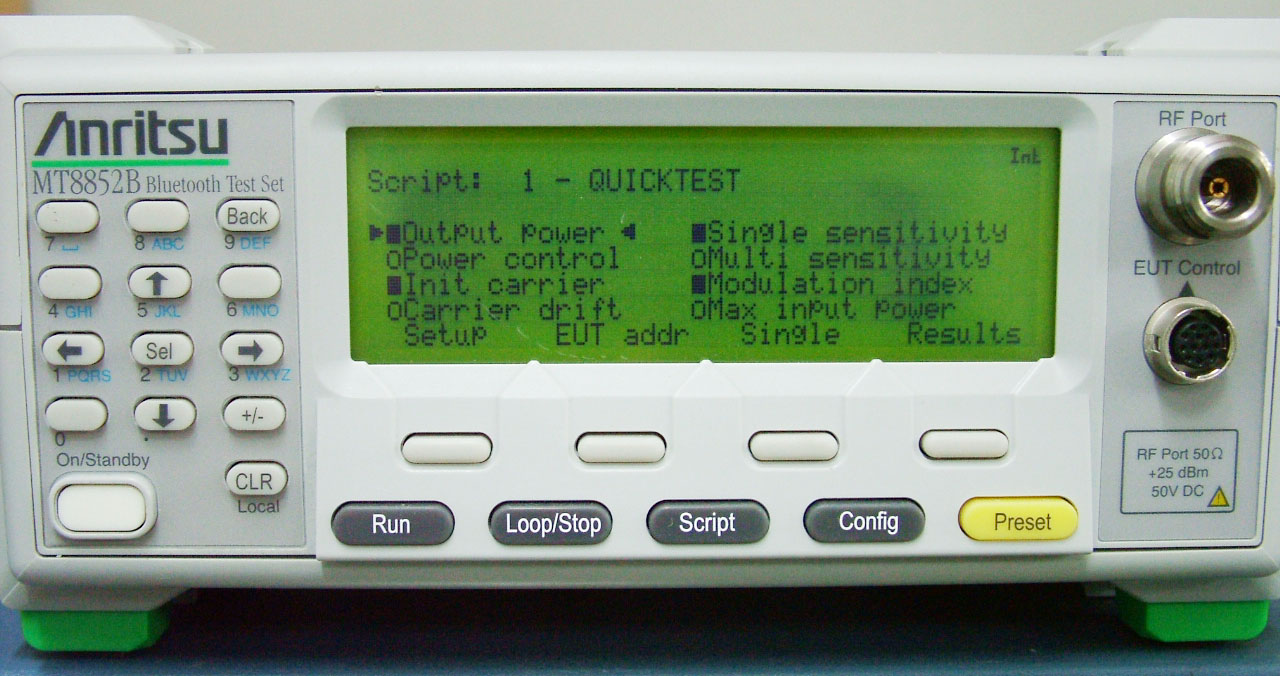 Anritsu
MT8852B Bluetooth Test Set
Back
7 8 ABC 9 DEF
4 GHI 5 JKL 6 MNO
Sel
1 PQRS 2 TUV 3 WXYZ
+/-
0 .
On/Standby
CLR
Local
Int
Script: 1 - QUICKTEST
Output power Single sensitivity
Power control Multi sensitivity
Init carrier Modulation index
Carrier drift Max input power
Setup EUT addr Single Results
Run Loop/Stop Script Config Preset
RF Port
EUT Control
RF Port 50Ω
+25 dBm
50V DC